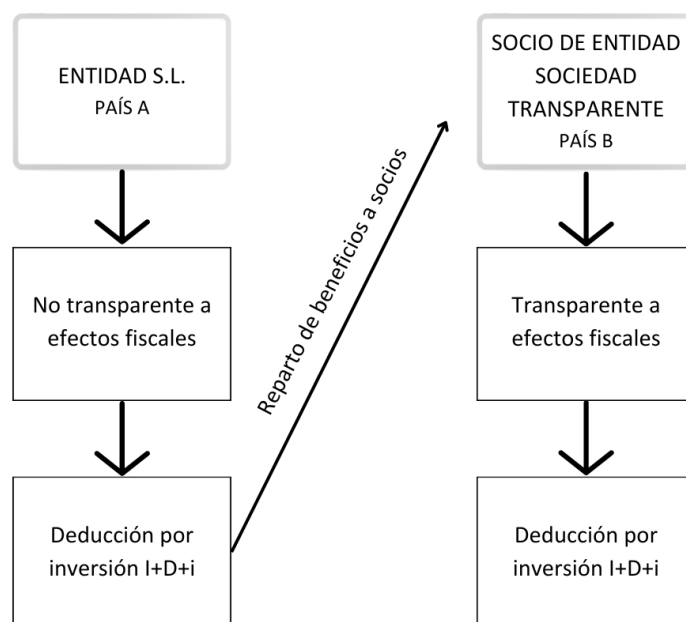 ENTIDAD S.L.
PAÍS A
No transparente a
efectos fiscales
Deducción por
inversión I+D+i
Reparto de beneficios a socios
SOCIO DE ENTIDAD
SOCIEDAD
TRANSPARENTE
PAÍS B
Transparente a
efectos fiscales
Deducción por
inversión I+D+i